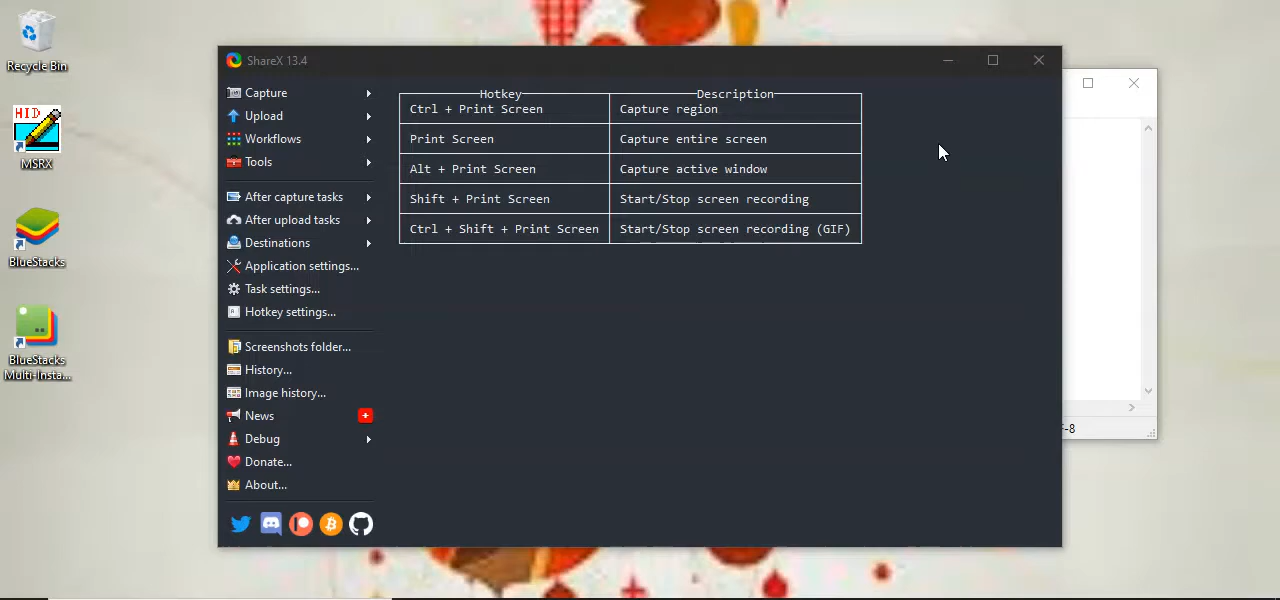 Recycle Bin
HID
MSRX
BlueStacks
BlueStacks
Multi-Insta...
ShareX 13.4
Capture
Upload
Workflows
Tools
After capture tasks
After upload tasks
Destinations
Application settings...
Task settings...
Hotkey settings...
Screenshots folder...
History...
Image history...
News
Debug
Donate...
About...
Hotkey Description
Ctrl + Print Screen Capture region
Print Screen Capture entire screen
Alt + Print Screen Capture active window
Shift + Print Screen Start/Stop screen recording
Ctrl + Shift + Print Screen Start/Stop screen recording (GIF)
F-8